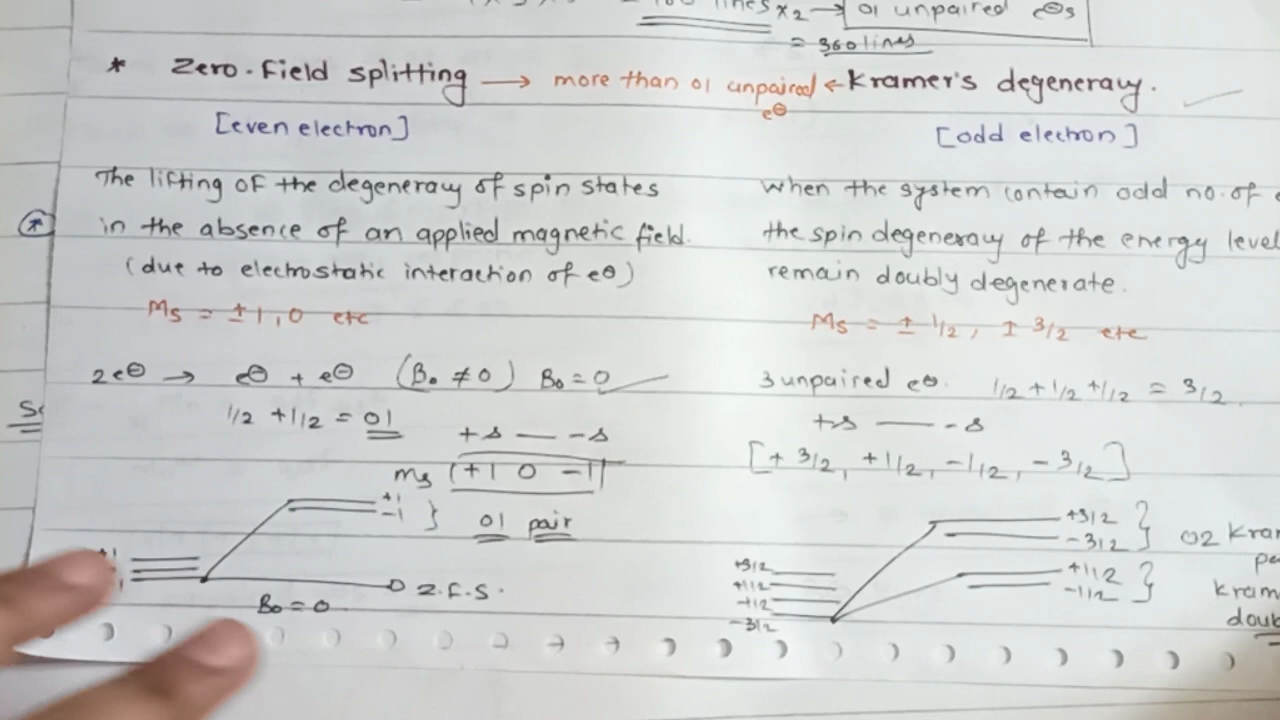 lines x2 → 01 unpaired e⊖s
= 360 lines
* Zero-field splitting → more than 01 unpaired e⊖ ← Kramer's degeneracy.
[even electron]
[odd electron]
The lifting of the degeneracy of spin states
in the absence of an applied magnetic field.
(due to electrostatic interaction of e⊖)
Ms = ±1, 0 etc
2e⊖ → e⊖ + e⊖ (B₀ ≠ 0) B₀ = 0
1/2 + 1/2 = 01
+s — -s
ms +1 0 -1
+1
-1 } 01 pair
0 Z.F.S.
B₀ = 0
when the system contain odd no. of
the spin degeneracy of the energy level
remain doubly degenerate.
Ms = ± 1/2, ± 3/2 etc
3 unpaired e⊖. 1/2 + 1/2 + 1/2 = 3/2
+s — -s
[+ 3/2, +1/2, -1/2, - 3/2]
+3/2
-3/2 } 02
+3/2
+1/2
-1/2
-3/2
+1/2
-1/2 }